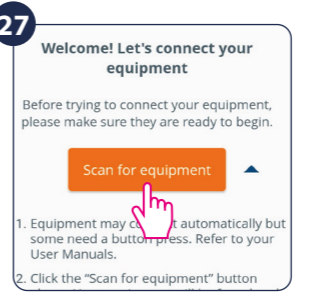 27
Welcome! Let's connect your
equipment
Before trying to connect your equipment,
please make sure they are ready to begin.
Scan for equipment
1. Equipment may automatically but
some need a button press. Refer to your
User Manuals.
2. Click the "Scan for equipment" button